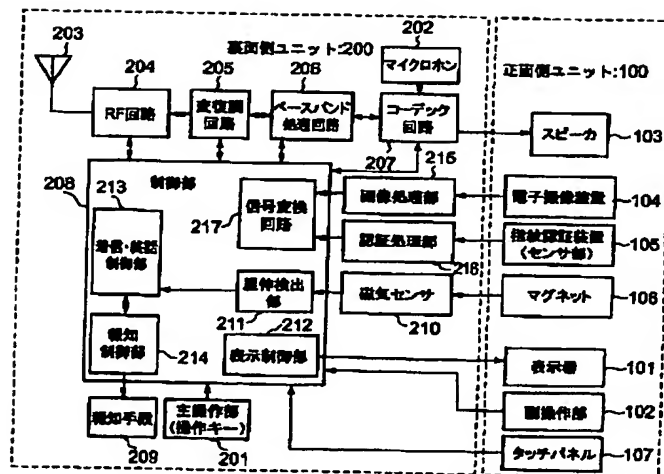 203
裏面側ユニット:200
202
マイクロホン
正面側ユニット:100
204
205
206
RF回路
変復調
回路
ベースバンド
処理回路
コーデック
回路
スピーカ
207
103
208
制御部
215
213
217
信号変換
回路
画像処理部
電子撮像装置
104
着信・終話
制御部
認証処理部
指紋認証装置
(センサ部)
105
216
屈伸検出
部
磁気センサ
マグネット
106
211
212
210
報知
制御部
214
表示制御部
表示器
101
副操作部
102
報知手段
主操作部
(操作キー)
タッチパネル
209
201
107